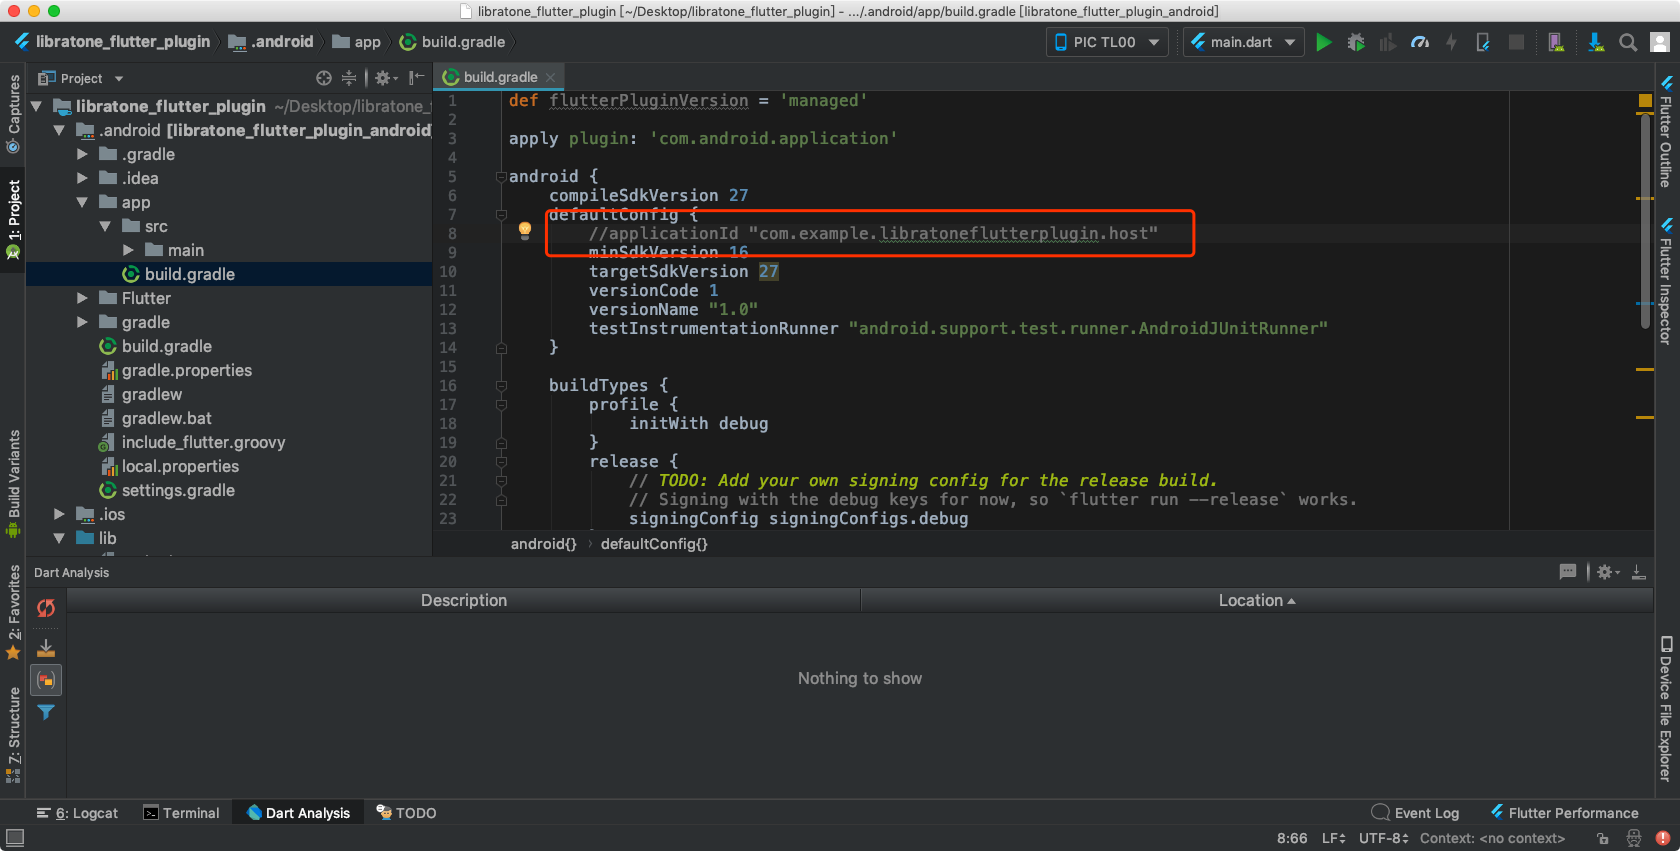 libratone_flutter_plugin [~/Desktop/libratone_flutter_plugin] - .../.android/app/build.gradle [libratone_flutter_plugin_android]
libratone_flutter_plugin .android app build.gradle
PIC TL00 main.dart
Project
build.gradle
1: Project
Captures
Build Variants
2: Favorites
Z: Structure
libratone_flutter_plugin ~/Desktop/libratone_
.android [libratone_flutter_plugin_android]
.gradle
.idea
app
src
main
build.gradle
Flutter
gradle
build.gradle
gradle.properties
gradlew
gradlew.bat
include_flutter.groovy
local.properties
settings.gradle
.ios
lib
1 def flutterPluginVersion = 'managed'
2
3 apply plugin: 'com.android.application'
4
5 android {
6 compileSdkVersion 27
7 defaultConfig {
8 //applicationId "com.example.libratoneflutterplugin.host"
9 minSdkVersion 16
10 targetSdkVersion 27
11 versionCode 1
12 versionName "1.0"
13 testInstrumentationRunner "android.support.test.runner.AndroidJUnitRunner"
14 }
15
16 buildTypes {
17 profile {
18 initWith debug
19 }
20 release {
21 // TODO: Add your own signing config for the release build.
22 // Signing with the debug keys for now, so `flutter run --release` works.
23 signingConfig signingConfigs.debug
android{} › defaultConfig{}
Flutter Outline
Flutter Inspector
Device File Explorer
Dart Analysis
Description Location
Nothing to show
6: Logcat Terminal Dart Analysis TODO Event Log Flutter Performance
8:66 LF UTF-8 Context: <no context>